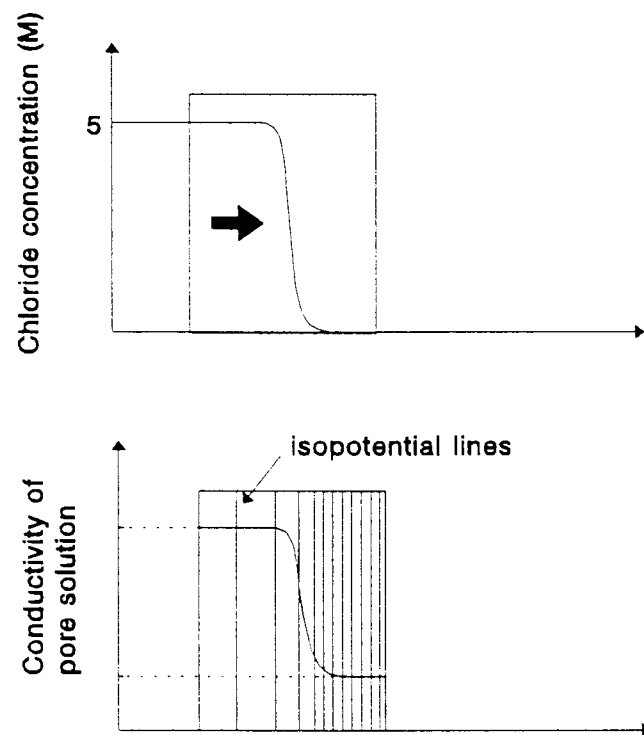 Chloride concentration (M)
5
isopotential lines
Conductivity of
pore solution